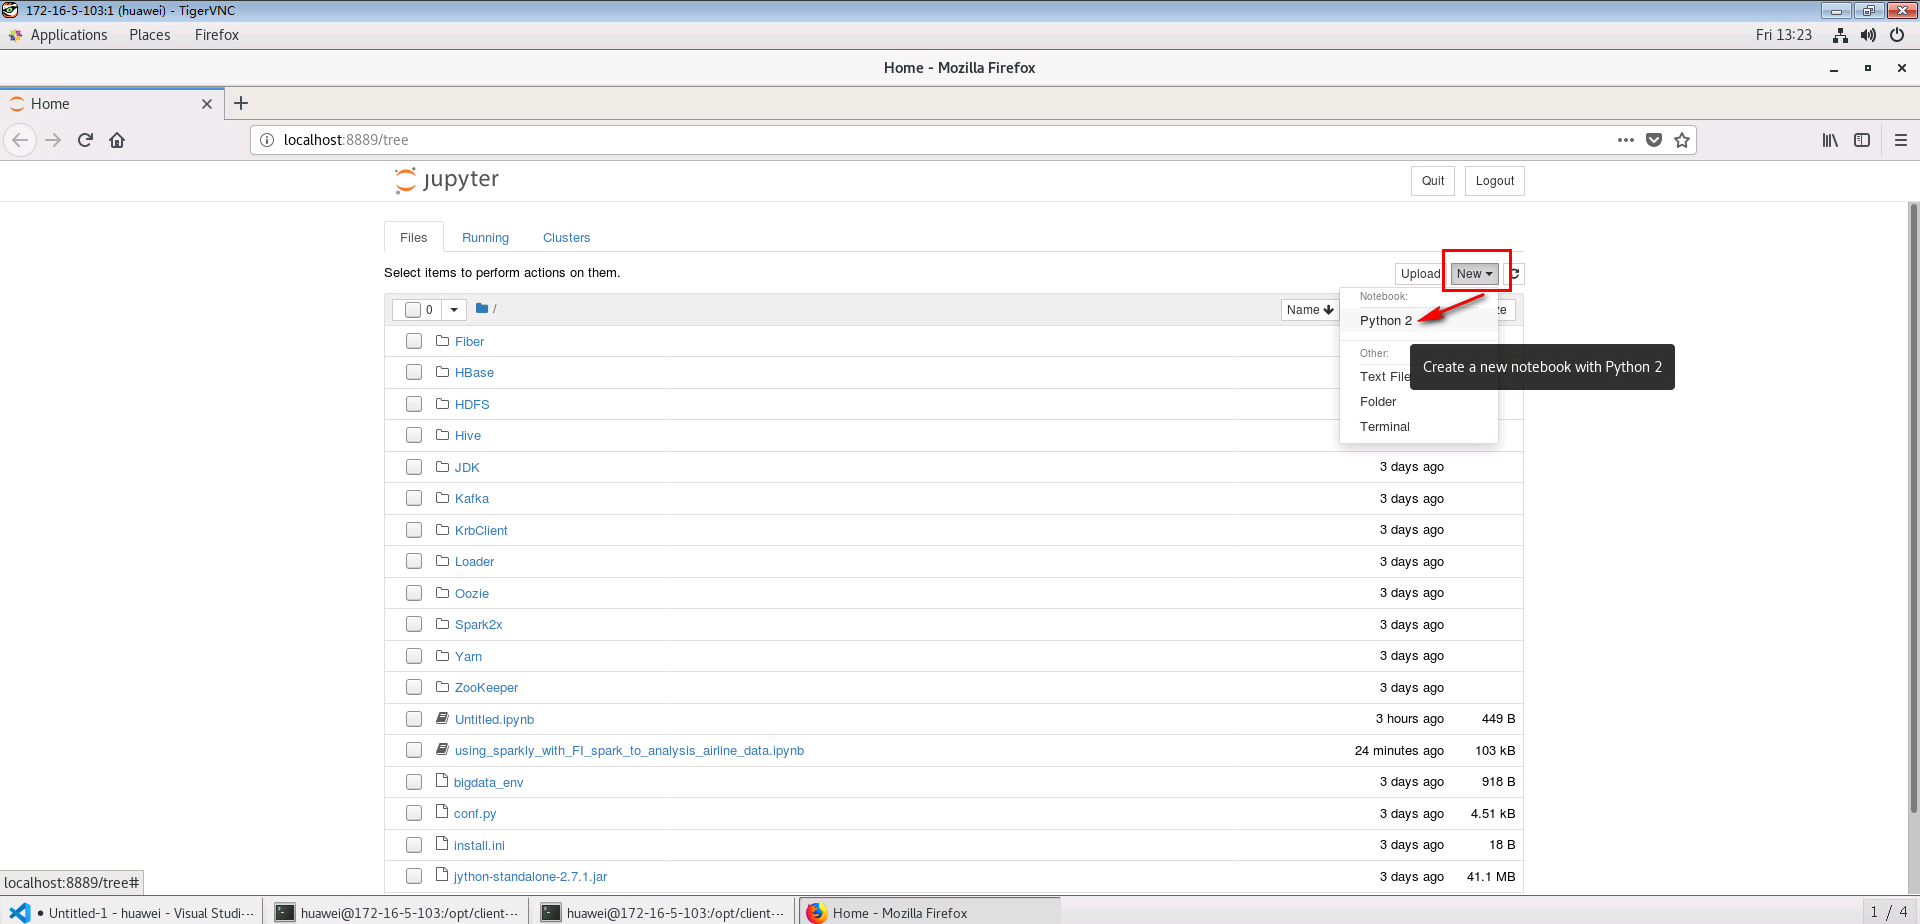 172-16-5-103:1 (huawei) - TigerVNC
Applications Places Firefox Fri 13:23
Home - Mozilla Firefox
Home
localhost:8889/tree
jupyter Quit Logout
Files Running Clusters
Select items to perform actions on them. Upload New
0 / Name
Notebook:
Python 2
Other:
Create a new notebook with Python 2
Text File
Folder
Terminal
Fiber
HBase
HDFS
Hive
JDK 3 days ago
Kafka 3 days ago
KrbClient 3 days ago
Loader 3 days ago
Oozie 3 days ago
Spark2x 3 days ago
Yarn 3 days ago
ZooKeeper 3 days ago
Untitled.ipynb 3 hours ago 449 B
using_sparkly_with_FI_spark_to_analysis_airline_data.ipynb 24 minutes ago 103 kB
bigdata_env 3 days ago 918 B
conf.py 3 days ago 4.51 kB
install.ini 3 days ago 18 B
jython-standalone-2.7.1.jar 3 days ago 41.1 MB
localhost:8889/tree#
• Untitled-1 - huawei - Visual Studi··· huawei@172-16-5-103:/opt/client··· huawei@172-16-5-103:/opt/client··· Home - Mozilla Firefox 1 / 4